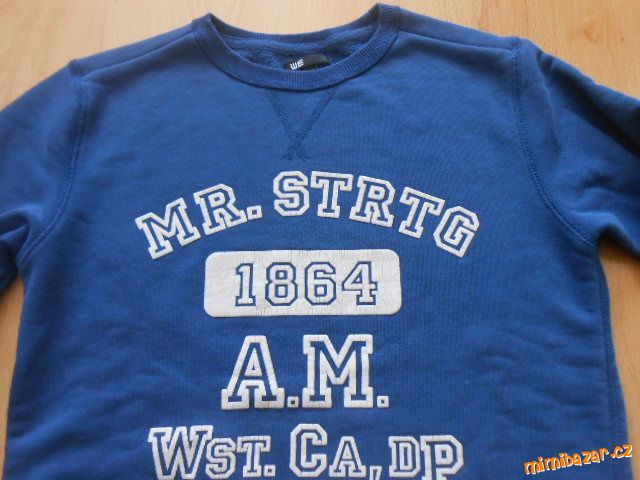 WE
MR. STRTG
1864
A.M.
WST. CA, DP
mimibazar.cz